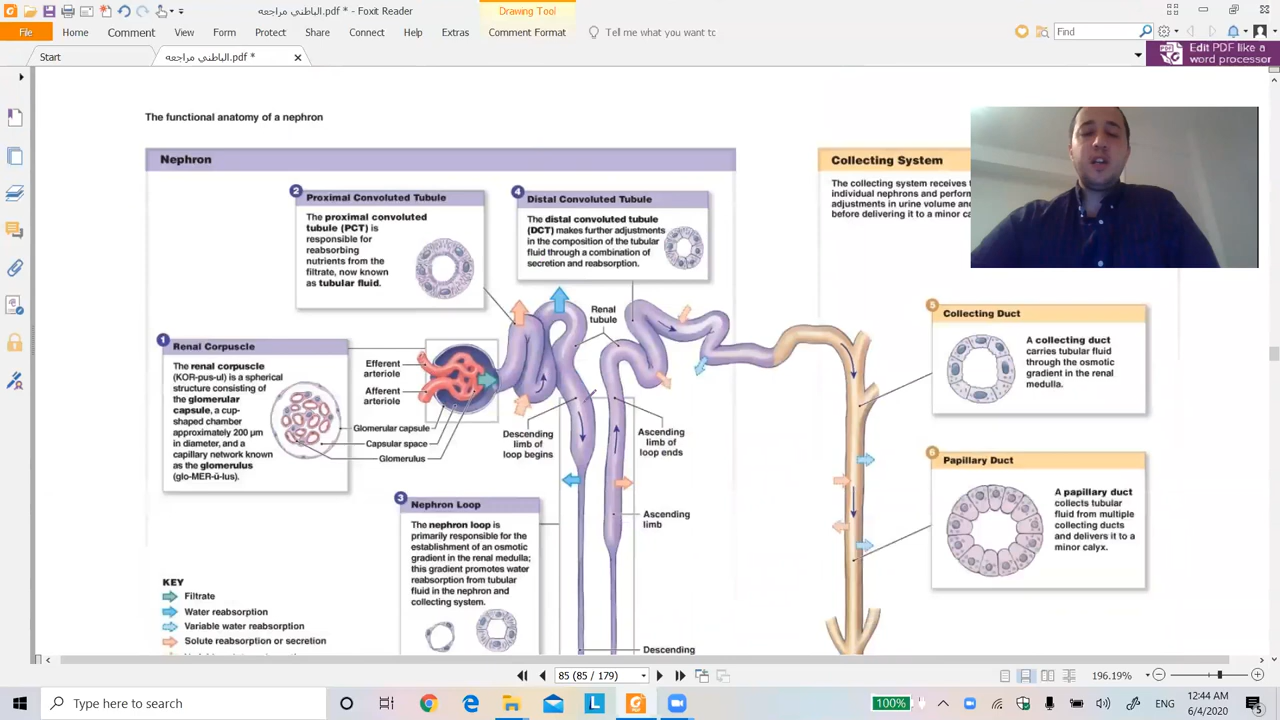 الباطني مراجعه.pdf * - Foxit Reader
Drawing Tool
File
Home
Comment
View
Form
Protect
Share
Connect
Help
Extras
Comment Format
Tell me what you want to
Find
Start
الباطني مراجعه.pdf *
Edit PDF like a
word processor
The functional anatomy of a nephron
Nephron
Collecting System
The collecting system receives
individual nephrons and perform
adjustments in urine volume and
before delivering it to a minor
2
Proximal Convoluted Tubule
The proximal convoluted
tubule (PCT) is
responsible for
reabsorbing
nutrients from the
filtrate, now known
as tubular fluid.
4
Distal Convoluted Tubule
The distal convoluted tubule
(DCT) makes further adjustments
in the composition of the tubular
fluid through a combination of
secretion and reabsorption.
Renal
tubule
1
Renal Corpuscle
The renal corpuscle
(KOR-pus-ul) is a spherical
structure consisting of
the glomerular
capsule, a cup-
shaped chamber
approximately 200 µm
in diameter, and a
capillary network known
as the glomerulus
(glo-MER-ū-lus).
Efferent
arteriole
Afferent
arteriole
Glomerular capsule
Capsular space
Glomerulus
Descending
limb of
loop begins
Ascending
limb of
loop ends
5
Collecting Duct
A collecting duct
carries tubular fluid
through the osmotic
gradient in the renal
medulla.
6
Papillary Duct
A papillary duct
collects tubular
fluid from multiple
collecting ducts
and delivers it to a
minor calyx.
3
Nephron Loop
The nephron loop is
primarily responsible for the
establishment of an osmotic
gradient in the renal medulla;
this gradient promotes water
reabsorption from tubular
fluid in the nephron and
collecting system.
Ascending
limb
Descending
KEY
Filtrate
Water reabsorption
Variable water reabsorption
Solute reabsorption or secretion
85 (85 / 179)
196.19%
Type here to search
100%
12:44 AM
6/4/2020
5